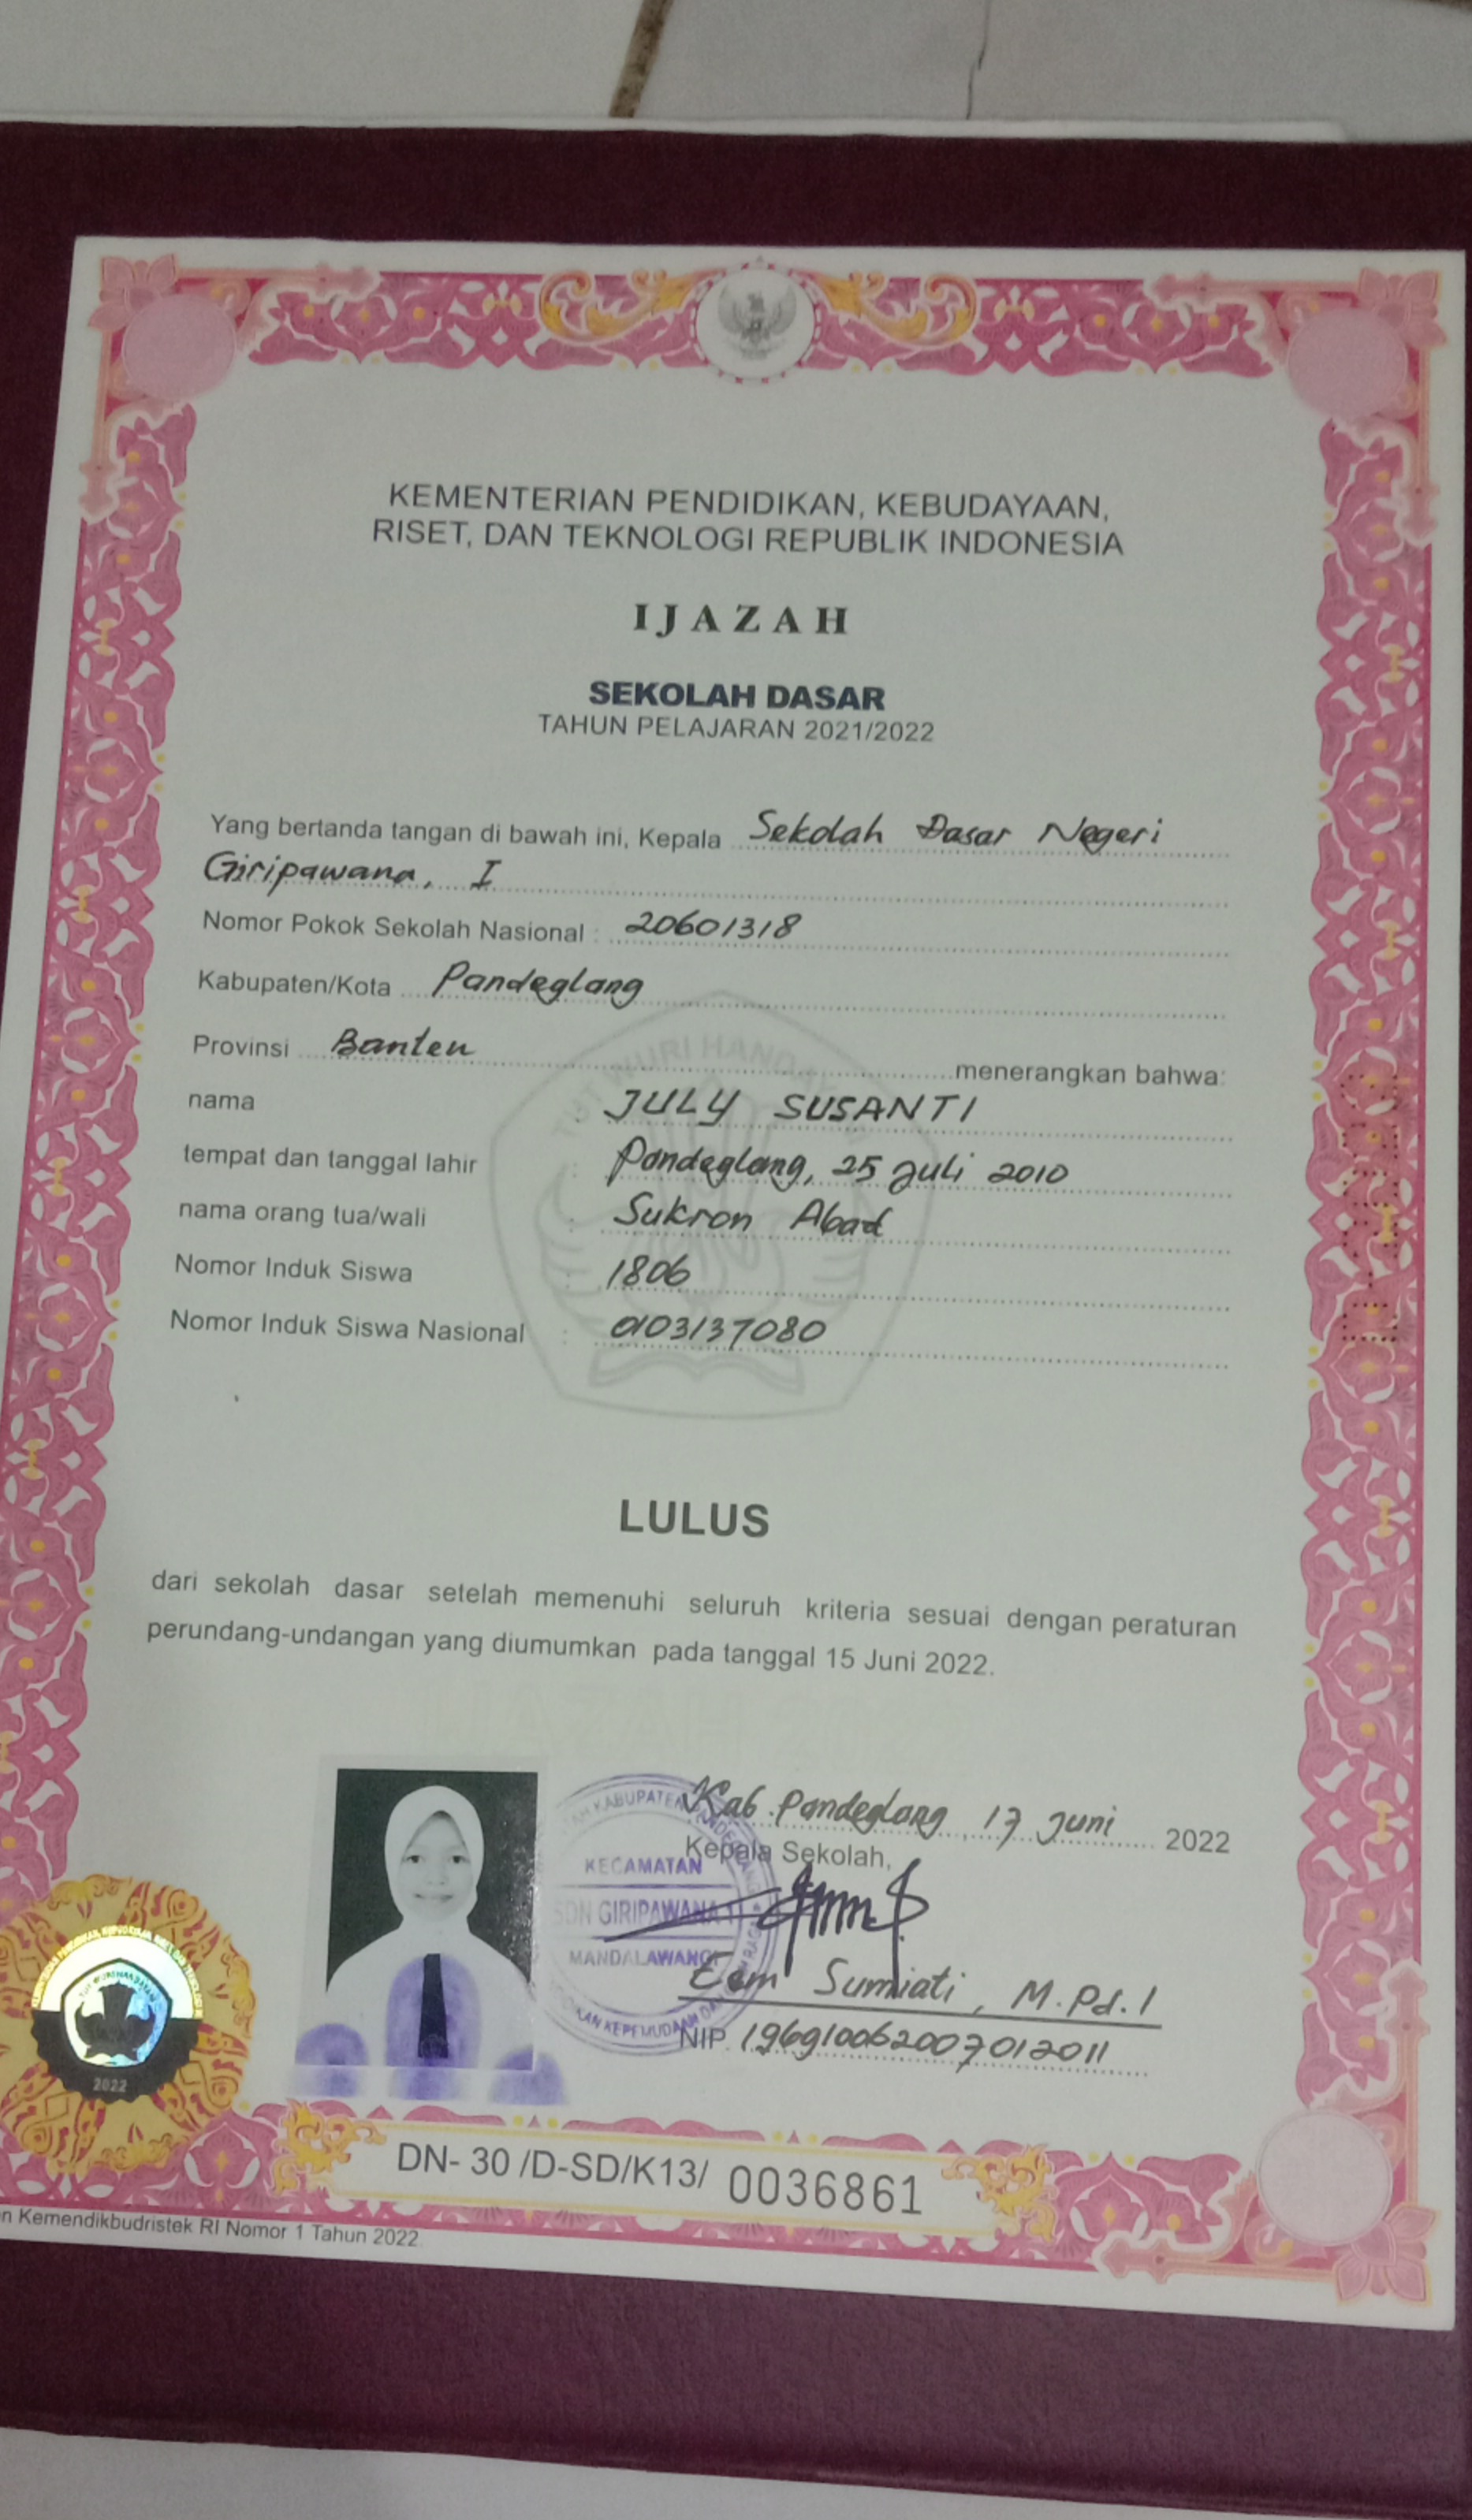 KEMENTERIAN PENDIDIKAN, KEBUDAYAAN,
RISET, DAN TEKNOLOGI REPUBLIK INDONESIA
IJAZAH
SEKOLAH DASAR
TAHUN PELAJARAN 2021/2022
Yang bertanda tangan di bawah ini, Kepala Sekolah Dasar Negeri
Giripawana, I
Nomor Pokok Sekolah Nasional : 20601318
Kabupaten/Kota Pandeglang
Provinsi Banten menerangkan bahwa:
nama JULY SUSANTI
tempat dan tanggal lahir : Pandeglang, 25 Juli 2010
nama orang tua/wali : Sukron Abad
Nomor Induk Siswa : 1806
Nomor Induk Siswa Nasional : 0103137080
TUT WURI HANDAYANI
LULUS
dari sekolah dasar setelah memenuhi seluruh kriteria sesuai dengan peraturan
perundang-undangan yang diumumkan pada tanggal 15 Juni 2022.
Kab. Pandeglang, 17 Juni 2022
Kepala Sekolah,
KECAMATAN
SDN GIRIPAWANA 1
MANDALAWANGI
Eem Sumiati, M.Pd.I
NIP. 196910062007012011
2022
DN- 30 /D-SD/K13/ 0036861
Kemendikbudristek RI Nomor 1 Tahun 2022